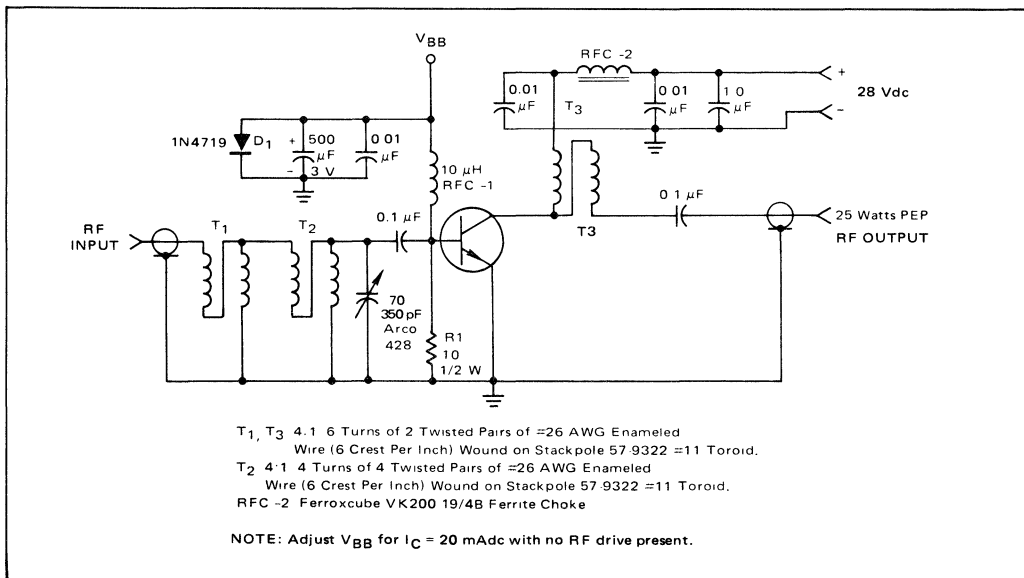 VBB
RFC -2
+
28 Vdc
-
0.01
µF
T3
0 01
µF
1 0
µF
1N4719
D1
+ 500
µF
- 3 V
0 01
µF
10 µH
RFC -1
RF
INPUT
T1
T2
0.1 µF
70
350 pF
Arco
428
R1
10
1/2 W
T3
0 1 µF
25 Watts PEP
RF OUTPUT
T1, T3 4.1 6 Turns of 2 Twisted Pairs of =26 AWG Enameled
Wire (6 Crest Per Inch) Wound on Stackpole 57-9322 =11 Toroid.
T2 4·1 4 Turns of 4 Twisted Pairs of =26 AWG Enameled
Wire (6 Crest Per Inch) Wound on Stackpole 57 9322 =11 Toroid.
RFC -2 Ferroxcube VK200 19/4B Ferrite Choke
NOTE: Adjust VBB for IC = 20 mAdc with no RF drive present.